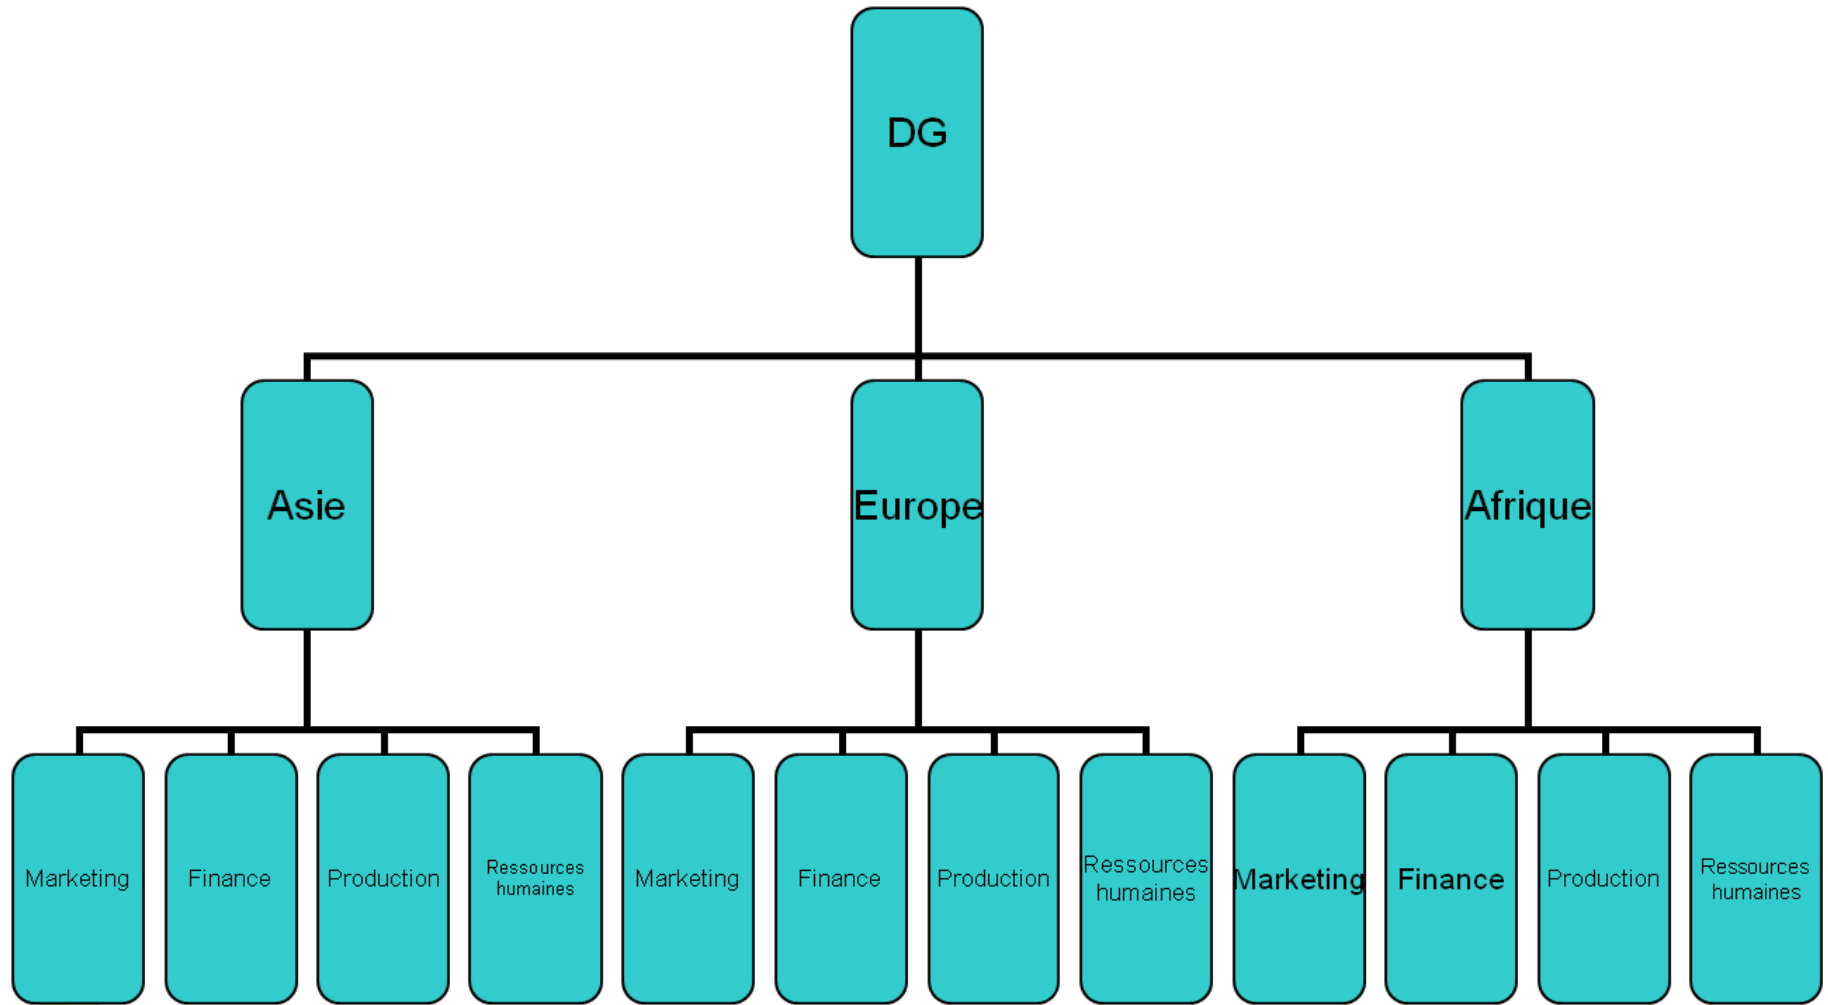 DG
Asie
Europe
Afrique
Marketing
Finance
Production
Ressources
humaines
Marketing
Finance
Production
Ressources
humaines
Marketing
Finance
Production
Ressources
humaines